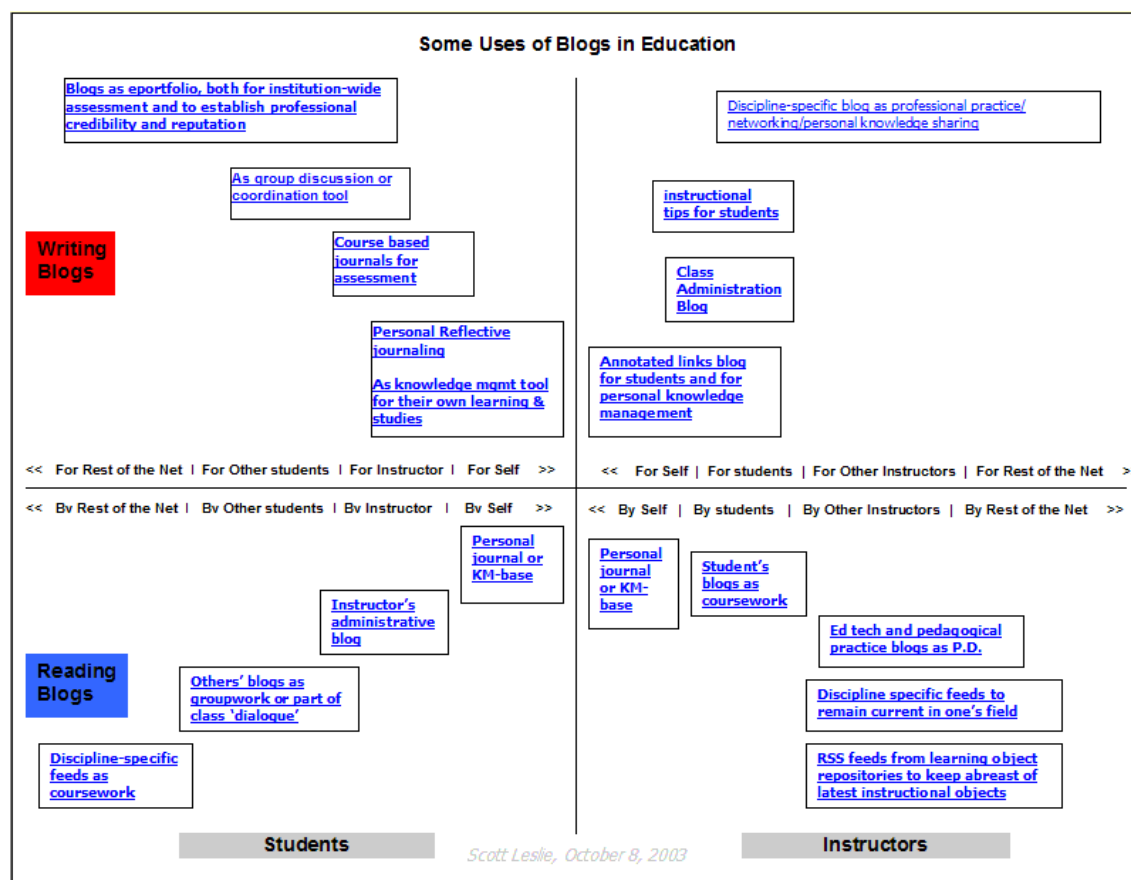 Some Uses of Blogs in Education
Blogs as eportfolio, both for institution-wide
assessment and to establish professional
credibility and reputation
Discipline-specific blog as professional practice/
networking/personal knowledge sharing
As group discussion or
coordination tool
instructional
tips for students
Writing
Blogs
Course based
journals for
assessment
Class
Administration
Blog
Personal Reflective
journaling
As knowledge mgmt tool
for their own learning &
studies
Annotated links blog
for students and for
personal knowledge
management
<< For Rest of the Net | For Other students | For Instructor | For Self >>
<< For Self | For students | For Other Instructors | For Rest of the Net >
<< By Rest of the Net | By Other students | By Instructor | By Self >>
<< By Self | By students | By Other Instructors | By Rest of the Net >>
Personal
journal or
KM-base
Personal
journal or KM-
base
Student's
blogs as
coursework
Instructor's
administrative
blog
Ed tech and pedagogical
practice blogs as P.D.
Reading
Blogs
Others' blogs as
groupwork or part of
class 'dialogue'
Discipline specific feeds to
remain current in one's field
Discipline-specific
feeds as
coursework
RSS feeds from learning object
repositories to keep abreast of
latest instructional objects
Students
Scott Leslie, October 8, 2003
Instructors